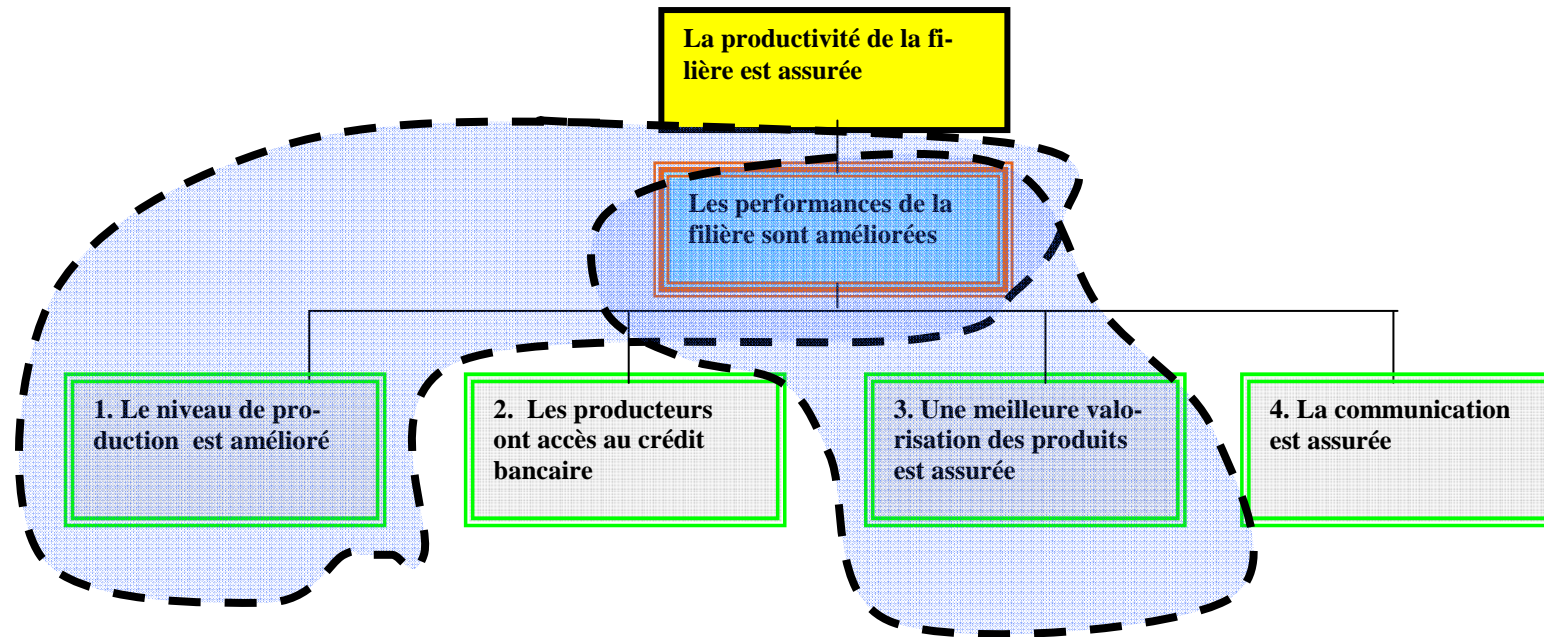 La productivité de la fi-
lière est assurée
Les performances de la
filière sont améliorées
1. Le niveau de pro-
duction  est amélioré
2.  Les producteurs
ont accès au crédit
bancaire
3. Une meilleure valo-
risation des produits
est assurée
4. La communication
est assurée